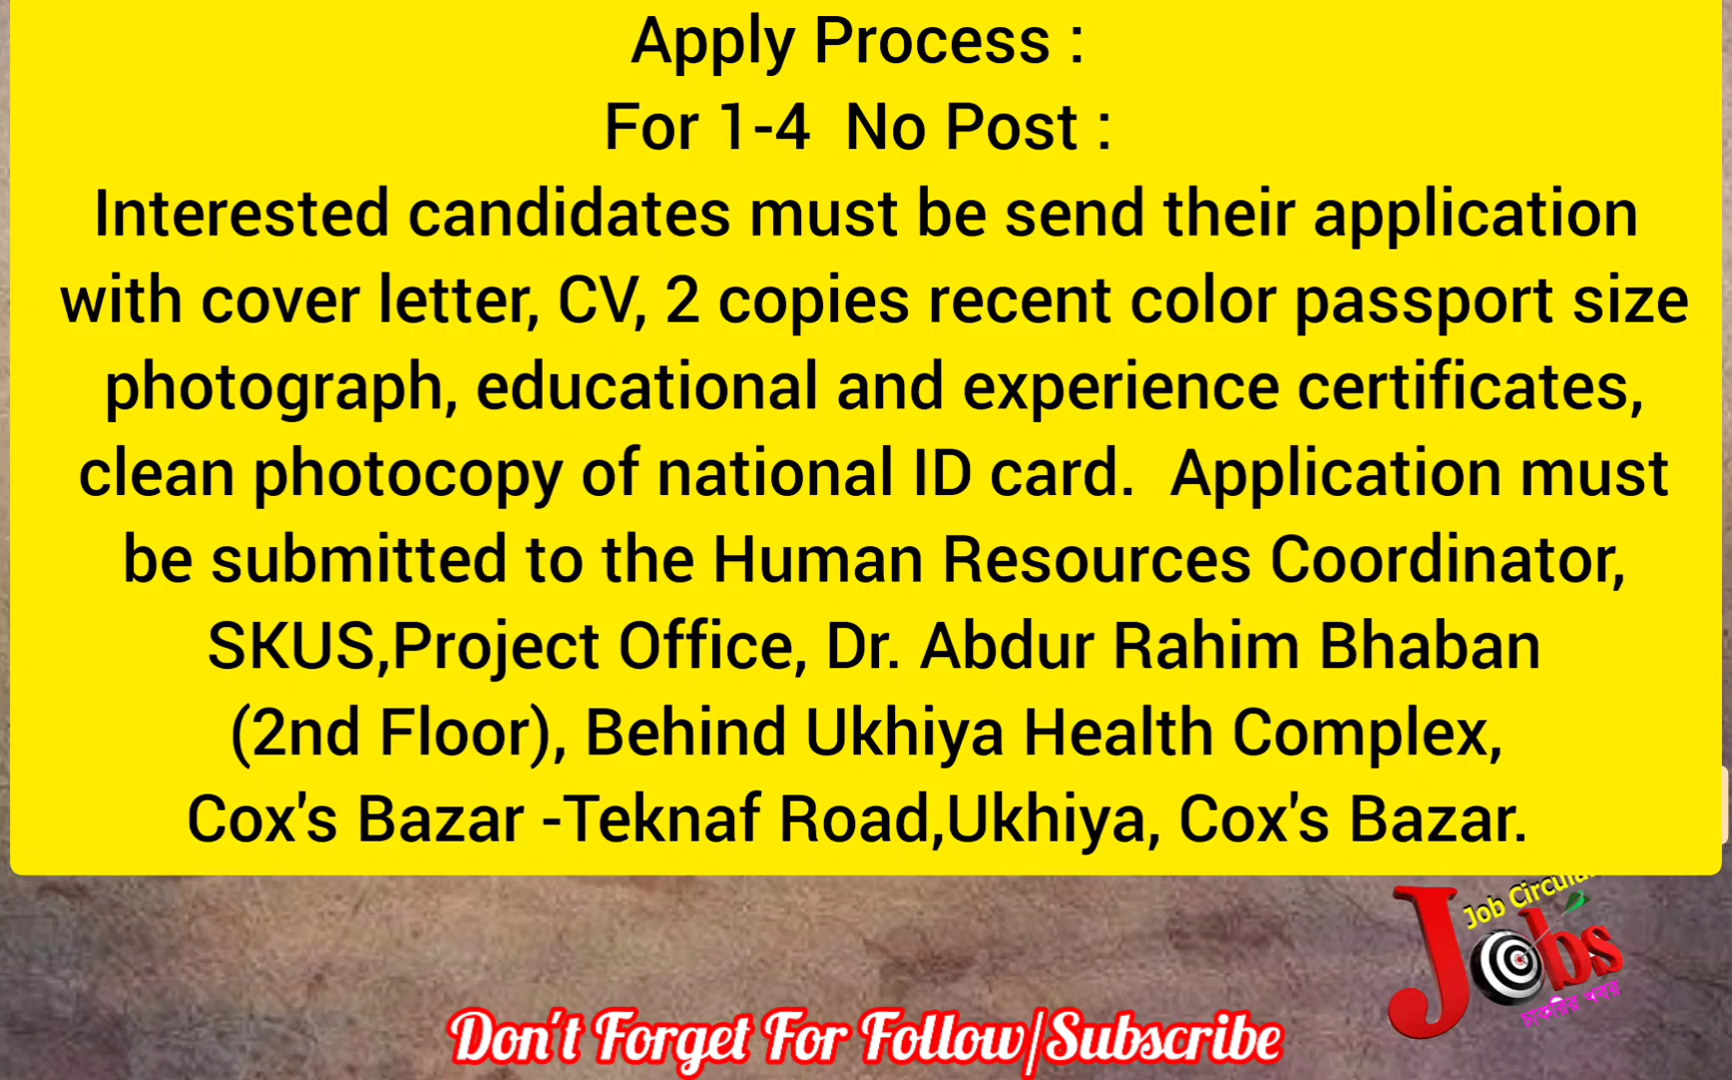 Apply Process :
For 1-4 No Post :
Interested candidates must be send their application
with cover letter, CV, 2 copies recent color passport size
photograph, educational and experience certificates,
clean photocopy of national ID card. Application must
be submitted to the Human Resources Coordinator,
SKUS,Project Office, Dr. Abdur Rahim Bhaban
(2nd Floor), Behind Ukhiya Health Complex,
Cox's Bazar -Teknaf Road,Ukhiya, Cox's Bazar.
Job
Jobs
চাকরির খবর
Don't Forget For Follow/Subscribe